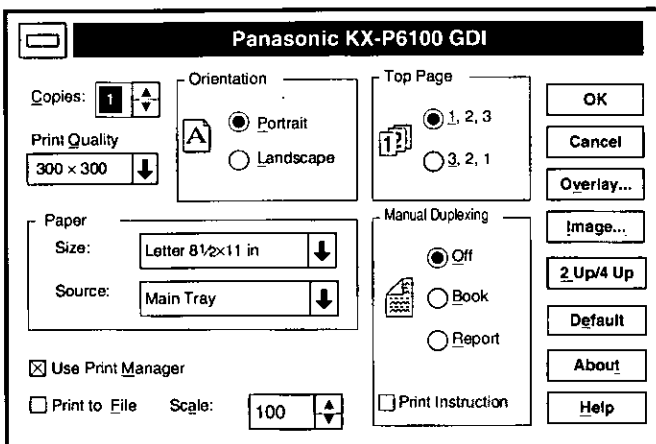 Panasonic KX-P6100 GDI
Copies: 1
Print Quality
300 × 300
Orientation
A
Portrait
Landscape
Top Page
1 2
1, 2, 3
3, 2, 1
Paper
Size: Letter 8½×11 in
Source: Main Tray
Manual Duplexing
Off
Book
Report
Print Instruction
Use Print Manager
Print to File Scale: 100
OK
Cancel
Overlay...
Image...
2 Up/4 Up
Default
About
Help